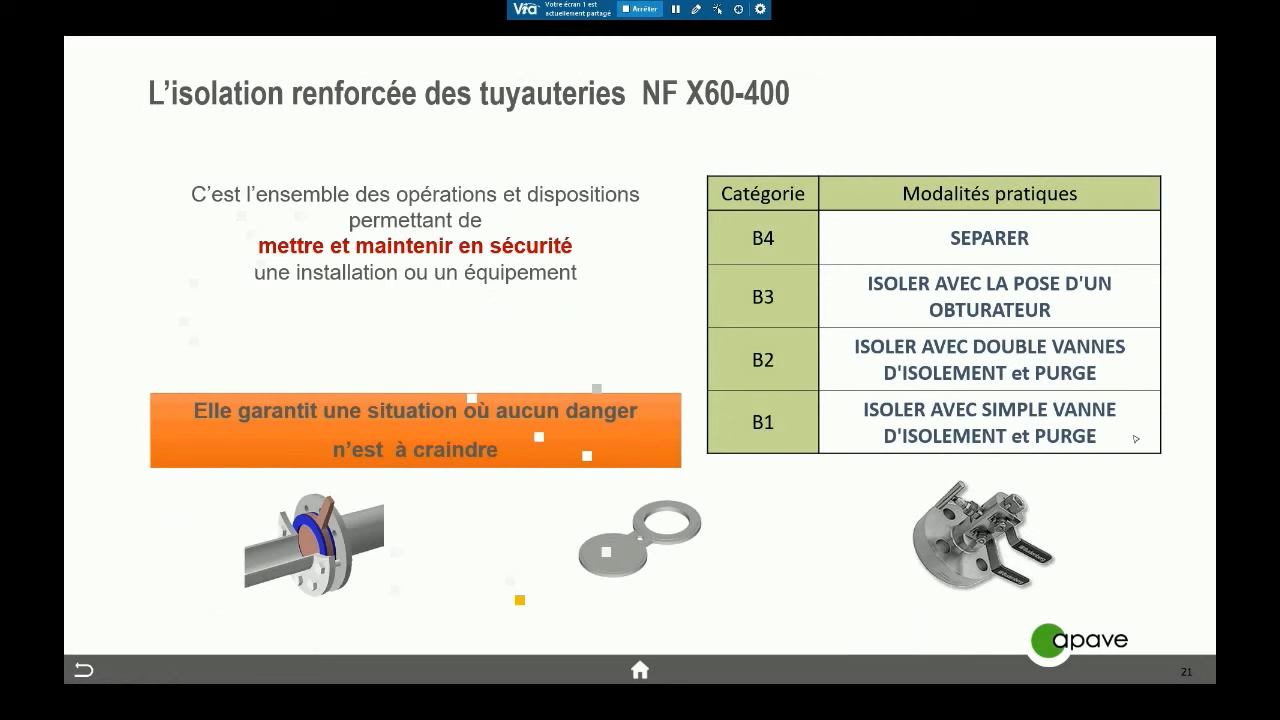 Vra
Votre écran 1 est
actuellement partagé
Arrêter
L'isolation renforcée des tuyauteries NF X60-400
C'est l'ensemble des opérations et dispositions
permettant de
mettre et maintenir en sécurité
une installation ou un équipement
Elle garantit une situation où aucun danger
n'est à craindre
Catégorie Modalités pratiques
B4 SEPARER
B3 ISOLER AVEC LA POSE D'UN
OBTURATEUR
B2 ISOLER AVEC DOUBLE VANNES
D'ISOLEMENT et PURGE
B1 ISOLER AVEC SIMPLE VANNE
D'ISOLEMENT et PURGE
apave
21